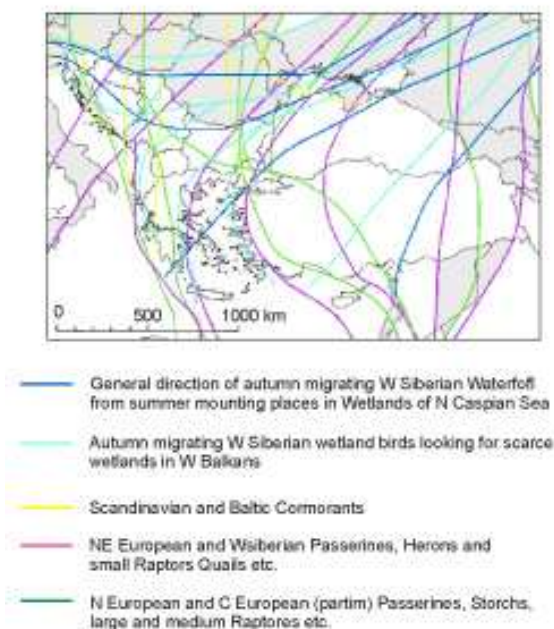 0 500 1000 km
General direction of autumn migrating W Siberian Waterfofl
from summer mounting places in Wetlands of N Caspian Sea
Autumn migrating W Siberian wetland birds looking for scarce
wetlands in W Balkans
Scandinavian and Baltic Cormorants
NE European and Wsiberian Passerines, Herons and
small Raptors Quails etc.
N European and C European (partim) Passerines, Storchs,
large and medium Raptores etc.